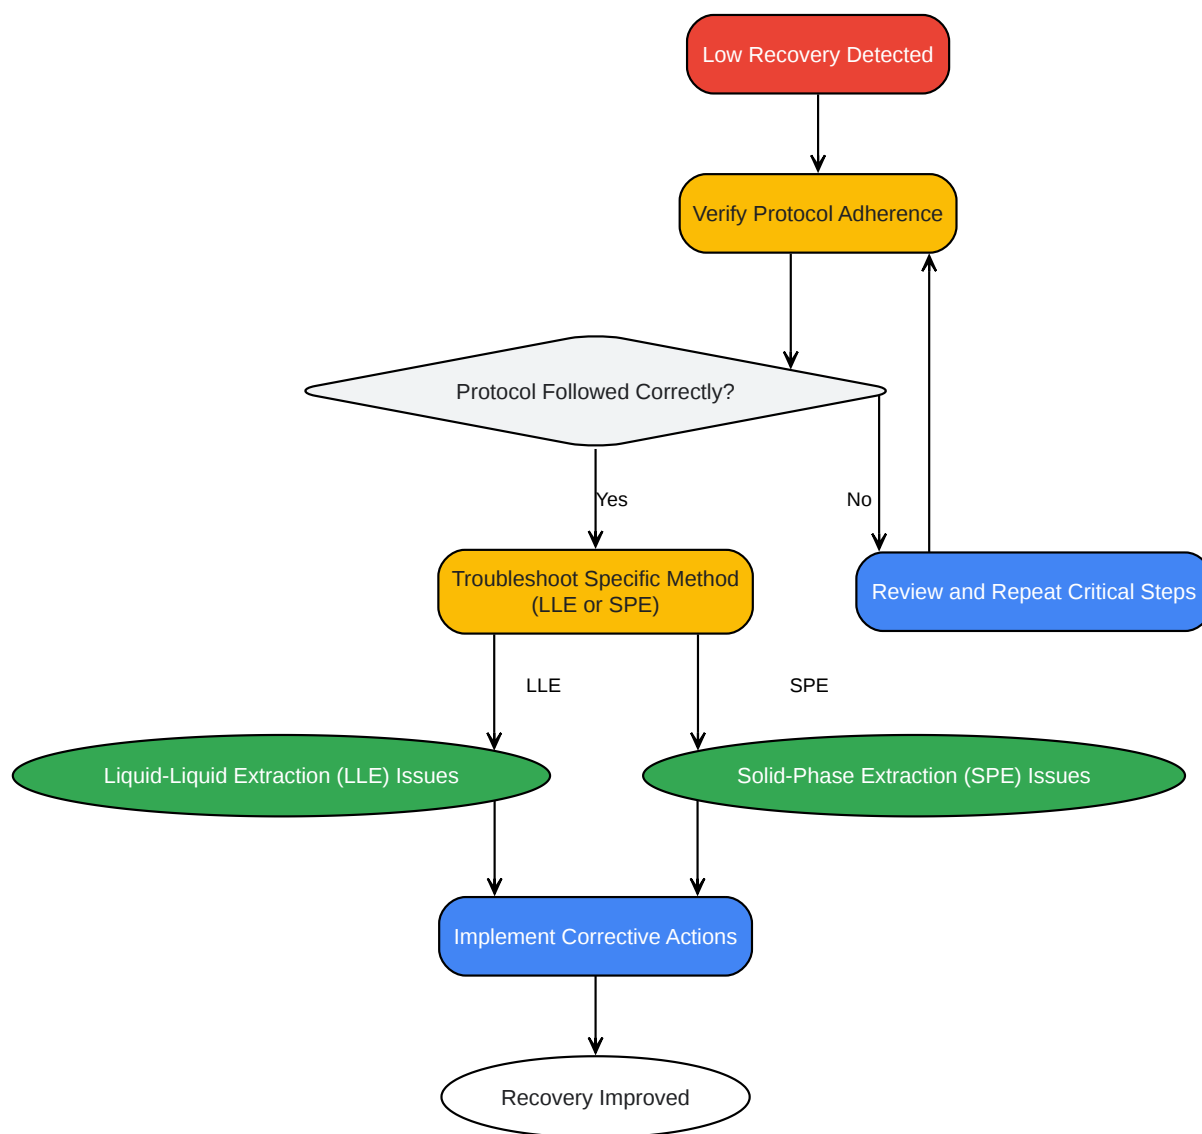 Low Recovery Detected
Verify Protocol Adherence
Protocol Followed Correctly?
Yes
No
Troubleshoot Specific Method
(LLE or SPE)
Review and Repeat Critical Steps
LLE
SPE
Liquid-Liquid Extraction (LLE) Issues
Solid-Phase Extraction (SPE) Issues
Implement Corrective Actions
Recovery Improved